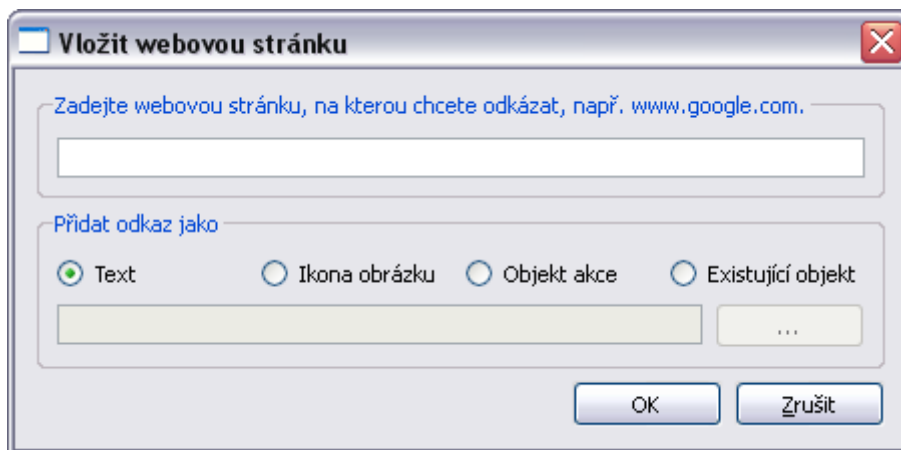 Vložit webovou stránku
Zadejte webovou stránku, na kterou chcete odkázat, např. www.google.com.
Přidat odkaz jako
Text Ikona obrázku Objekt akce Existující objekt
...
OK Zrušit